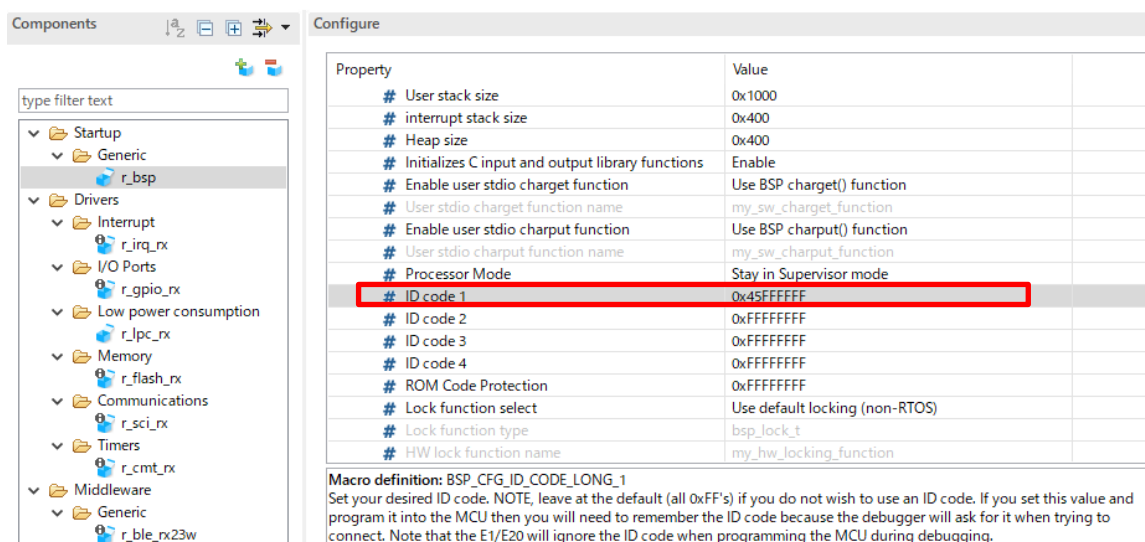 Components
Configure
type filter text
Startup
Generic
r_bsp
Drivers
Interrupt
r_irq_rx
I/O Ports
r_gpio_rx
Low power consumption
r_lpc_rx
Memory
r_flash_rx
Communications
r_sci_rx
Timers
r_cmt_rx
Middleware
Generic
r_ble_rx23w
Property Value
# User stack size 0x1000
# interrupt stack size 0x400
# Heap size 0x400
# Initializes C input and output library functions Enable
# Enable user stdio charget function Use BSP charget() function
# User stdio charget function name my_sw_charget_function
# Enable user stdio charput function Use BSP charput() function
# User stdio charput function name my_sw_charput_function
# Processor Mode Stay in Supervisor mode
# ID code 1 0x45FFFFFF
# ID code 2 0xFFFFFFFF
# ID code 3 0xFFFFFFFF
# ID code 4 0xFFFFFFFF
# ROM Code Protection 0xFFFFFFFF
# Lock function select Use default locking (non-RTOS)
# Lock function type bsp_lock_t
# HW lock function name my_hw_locking_function
Macro definition: BSP_CFG_ID_CODE_LONG_1
Set your desired ID code. NOTE, leave at the default (all 0xFF's) if you do not wish to use an ID code. If you set this value and
program it into the MCU then you will need to remember the ID code because the debugger will ask for it when trying to
connect. Note that the E1/E20 will ignore the ID code when programming the MCU during debugging.